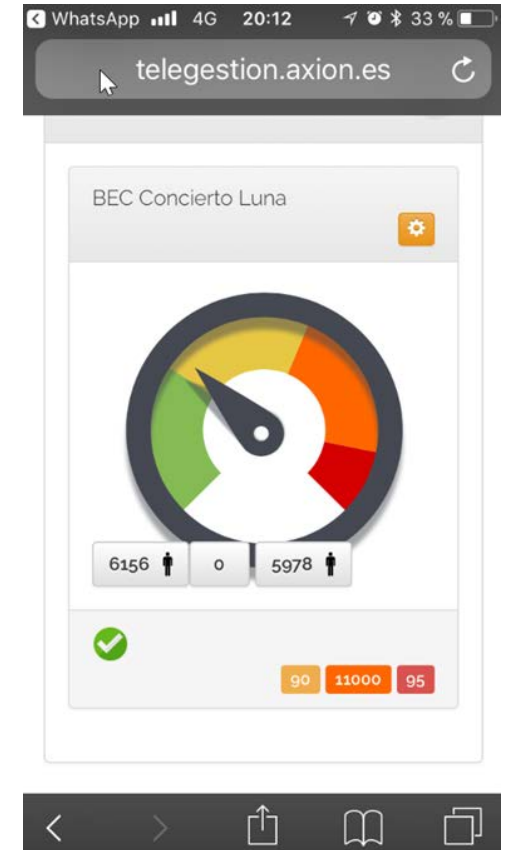 WhatsApp 4G 20:12 33 %
telegestion.axion.es
BEC Concierto Luna
6156 0 5978
90 11000 95